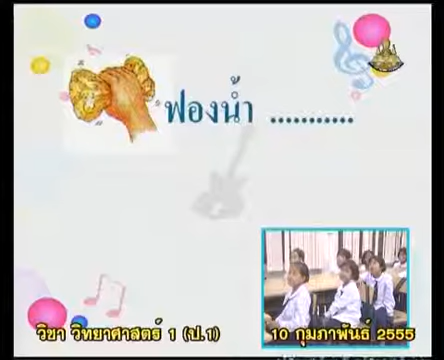 ฟองน้ำ ...........
วิชา วิทยาศาสตร์ 1 (ป.1)
10 กุมภาพันธ์ 2555